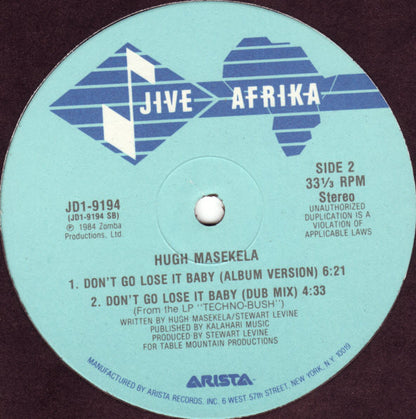 JIVE AFRIKA
SIDE 2
33⅓ RPM
Stereo
UNAUTHORIZED
DUPLICATION IS A
VIOLATION OF
APPLICABLE LAWS
JD1-9194
(JD1-9194 SB)
℗ 1984 Zomba
Productions, Ltd.
HUGH MASEKELA
1. DON'T GO LOSE IT BABY (ALBUM VERSION) 6:21
2. DON'T GO LOSE IT BABY (DUB MIX) 4:33
(From the LP "TECHNO-BUSH")
WRITTEN BY HUGH MASEKELA/STEWART LEVINE
PUBLISHED BY KALAHARI MUSIC
PRODUCED BY STEWART LEVINE
FOR TABLE MOUNTAIN PRODUCTIONS
ARISTA
MANUFACTURED BY ARISTA RECORDS, INC. 6 WEST 57th STREET, NEW YORK, N.Y. 10019